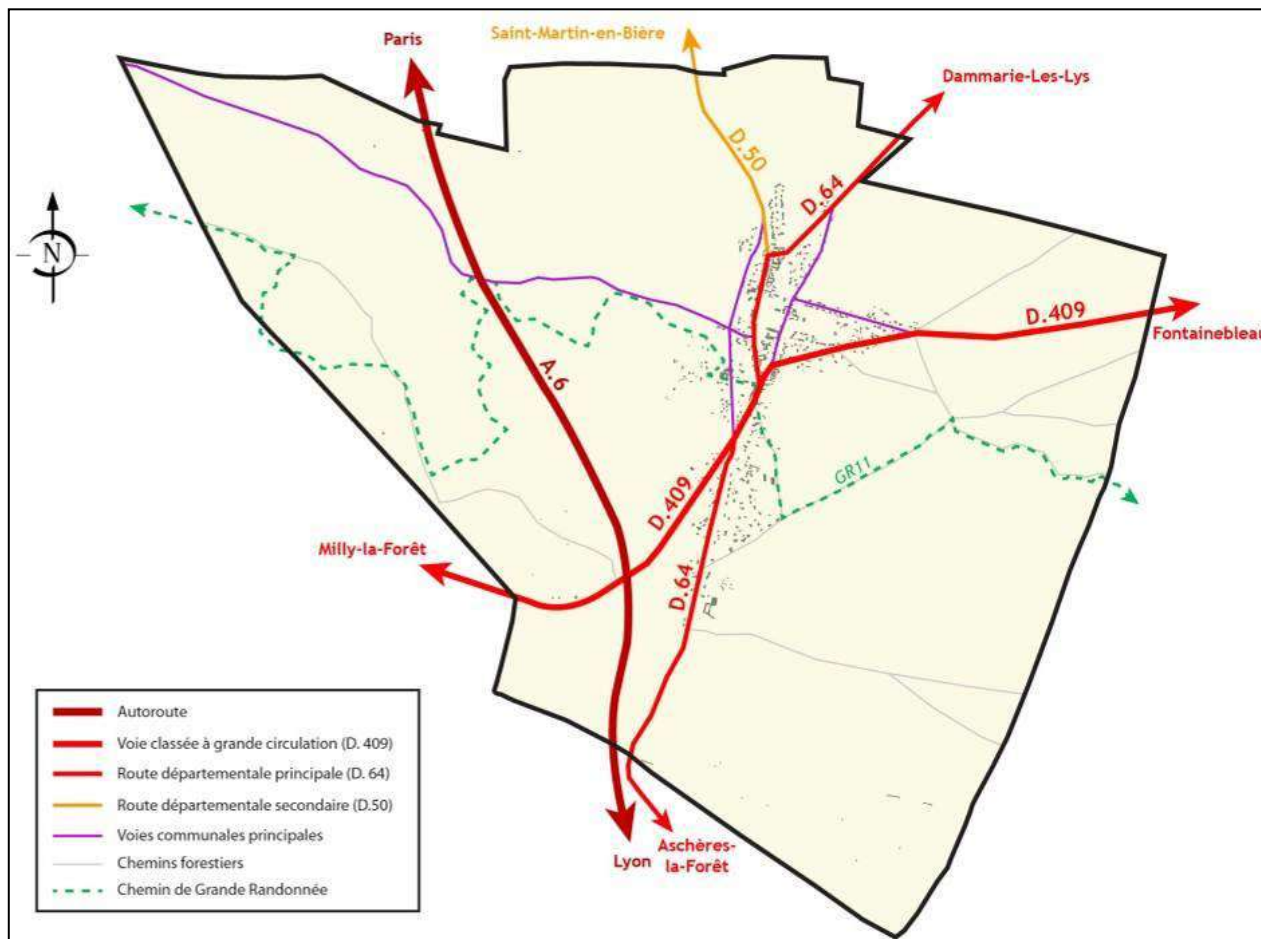 Paris
Saint-Martin-en-Bière
Dammarie-Les-Lys
D.50
D.64
N
D.409
Fontainebleau
A.6
GR11
D.409
Milly-la-Forêt
D.64
Autoroute
Voie classée à grande circulation (D. 409)
Route départementale principale (D. 64)
Route départementale secondaire (D.50)
Voies communales principales
Chemins forestiers
Chemin de Grande Randonnée
Lyon
Aschères-
la-Forêt